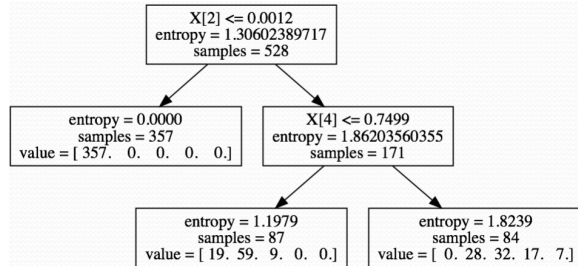 X[2] <= 0.0012
entropy = 1.30602389717
samples = 528
entropy = 0.0000
samples = 357
value = [ 357. 0. 0. 0. 0.]
X[4] <= 0.7499
entropy = 1.86203560355
samples = 171
entropy = 1.1979
samples = 87
value = [ 19. 59. 9. 0. 0.]
entropy = 1.8239
samples = 84
value = [ 0. 28. 32. 17. 7.]